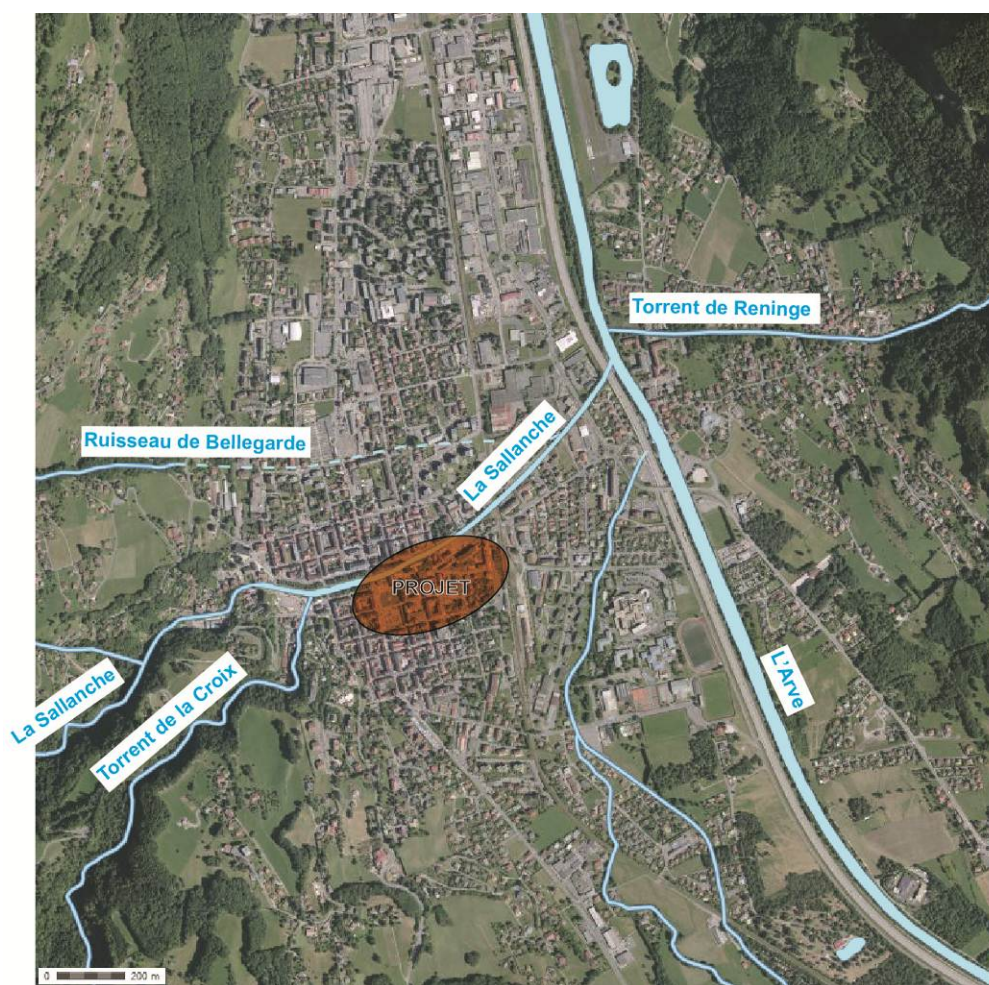 Torrent de Reninge
Ruisseau de Bellegarde
La Sallanche
PROJET
La Sallanche
Torrent de la Croix
L'Arve
0 200 m